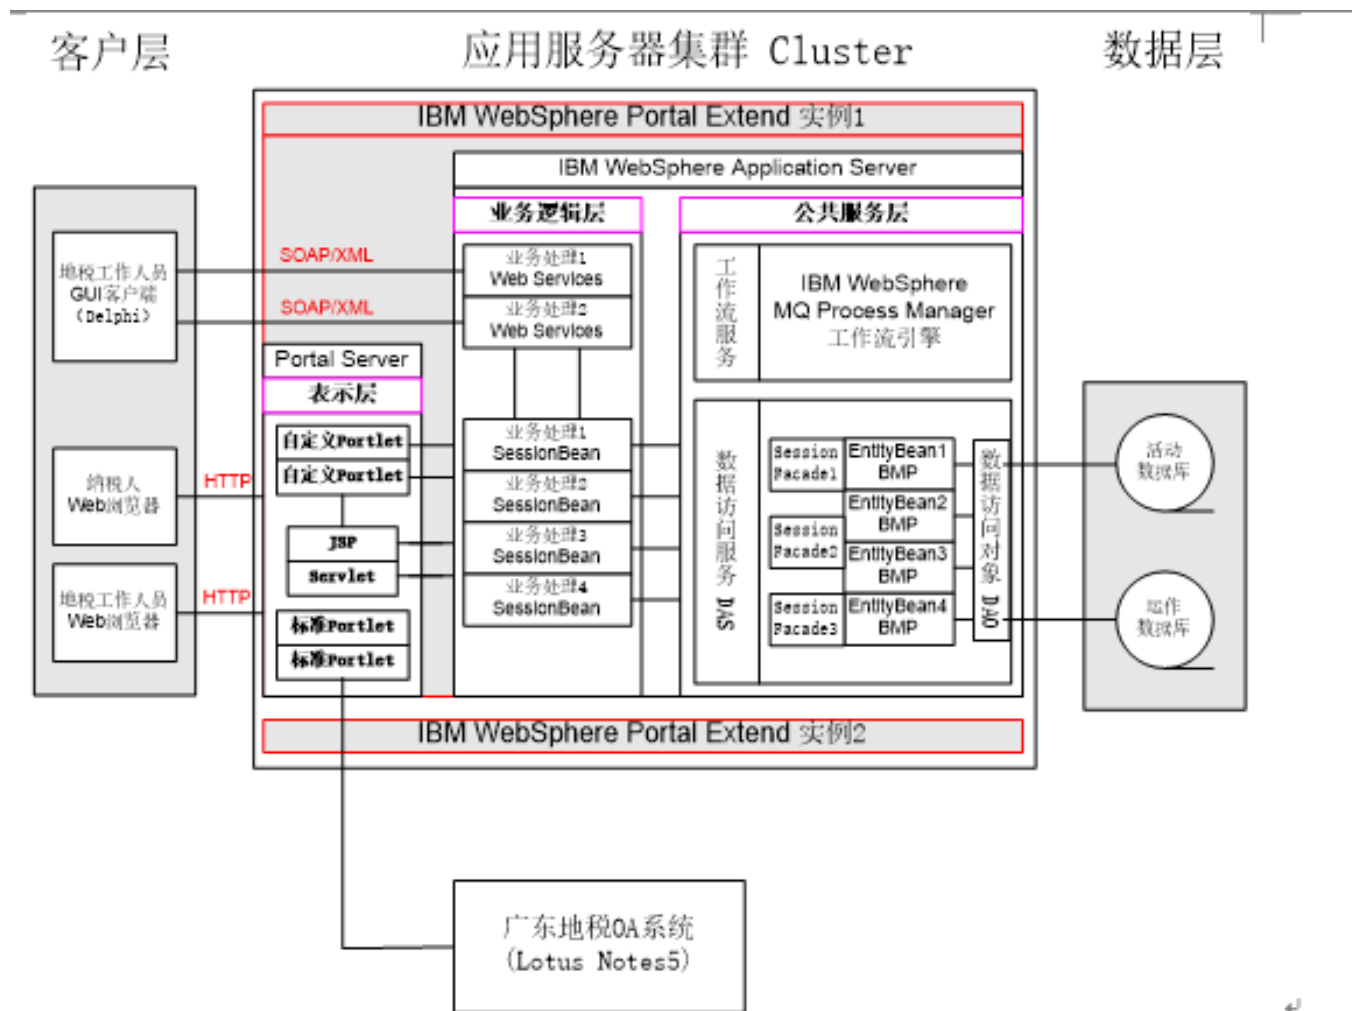 客户层
应用服务器集群 Cluster
数据层
IBM WebSphere Portal Extend 实例1
IBM WebSphere Application Server
业务逻辑层
公共服务层
地税工作人员
GUI客户端
(Delphi)
SOAP/XML
SOAP/XML
业务处理1
Web Services
业务处理2
Web Services
工作流服务
IBM WebSphere
MQ Process Manager
工作流引擎
Portal Server
表示层
自定义Portlet
自定义Portlet
JSP
Servlet
标准Portlet
标准Portlet
纳税人
Web浏览器
HTTP
地税工作人员
Web浏览器
HTTP
业务处理1
SessionBean
业务处理2
SessionBean
业务处理3
SessionBean
业务处理4
SessionBean
数据访问服务 DAS
Session
Facade1
Session
Facade2
Session
Facade3
EntityBean1
BMP
EntityBean2
BMP
EntityBean3
BMP
EntityBean4
BMP
数据访问对象 DAO
活动
数据库
运作
数据库
IBM WebSphere Portal Extend 实例2
广东地税OA系统
(Lotus Notes5)